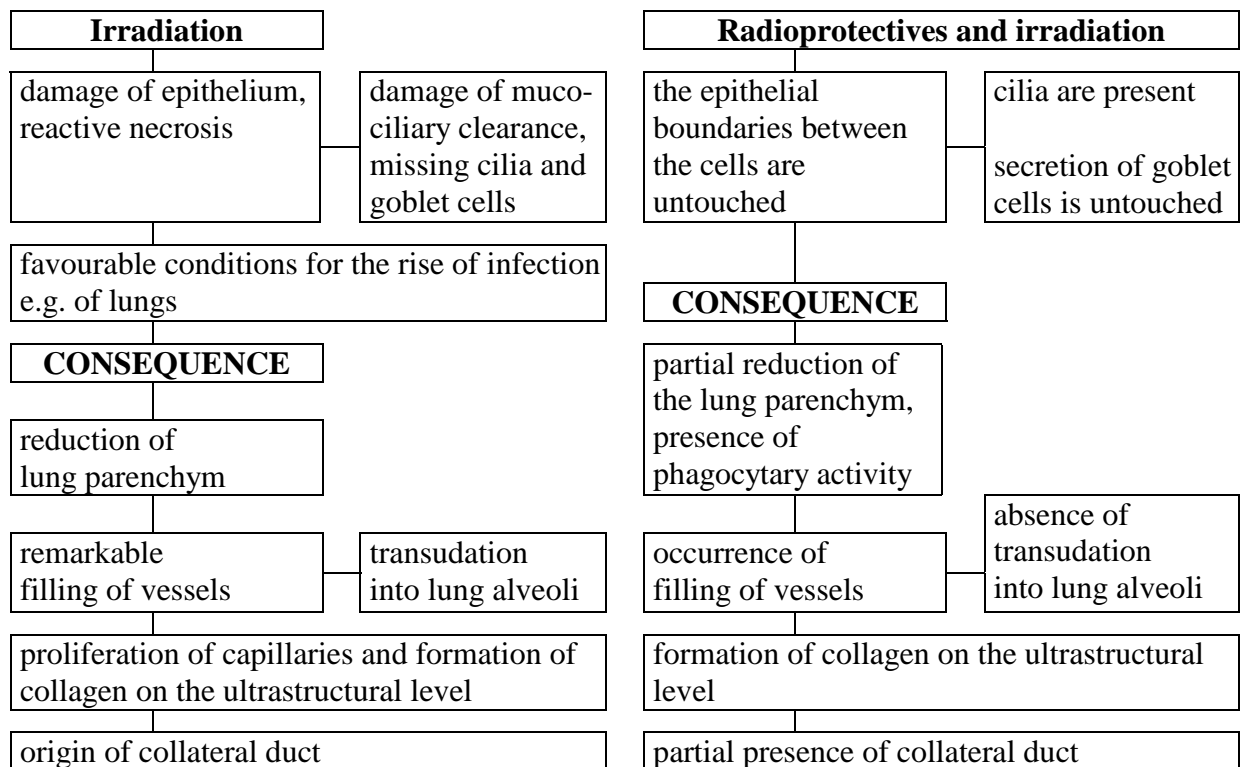 Irradiation
damage of epithelium,
reactive necrosis
damage of muco-
ciliary clearance,
missing cilia and
goblet cells
favourable conditions for the rise of infection
e.g. of lungs
CONSEQUENCE
reduction of
lung parenchym
remarkable
filling of vessels
transudation
into lung alveoli
proliferation of capillaries and formation of
collagen on the ultrastructural level
origin of collateral duct
Radioprotectives and irradiation
the epithelial
boundaries between
the cells are
untouched
cilia are present
secretion of goblet
cells is untouched
CONSEQUENCE
partial reduction of
the lung parenchym,
presence of
phagocytary activity
occurrence of
filling of vessels
absence of
transudation
into lung alveoli
formation of collagen on the ultrastructural
level
partial presence of collateral duct